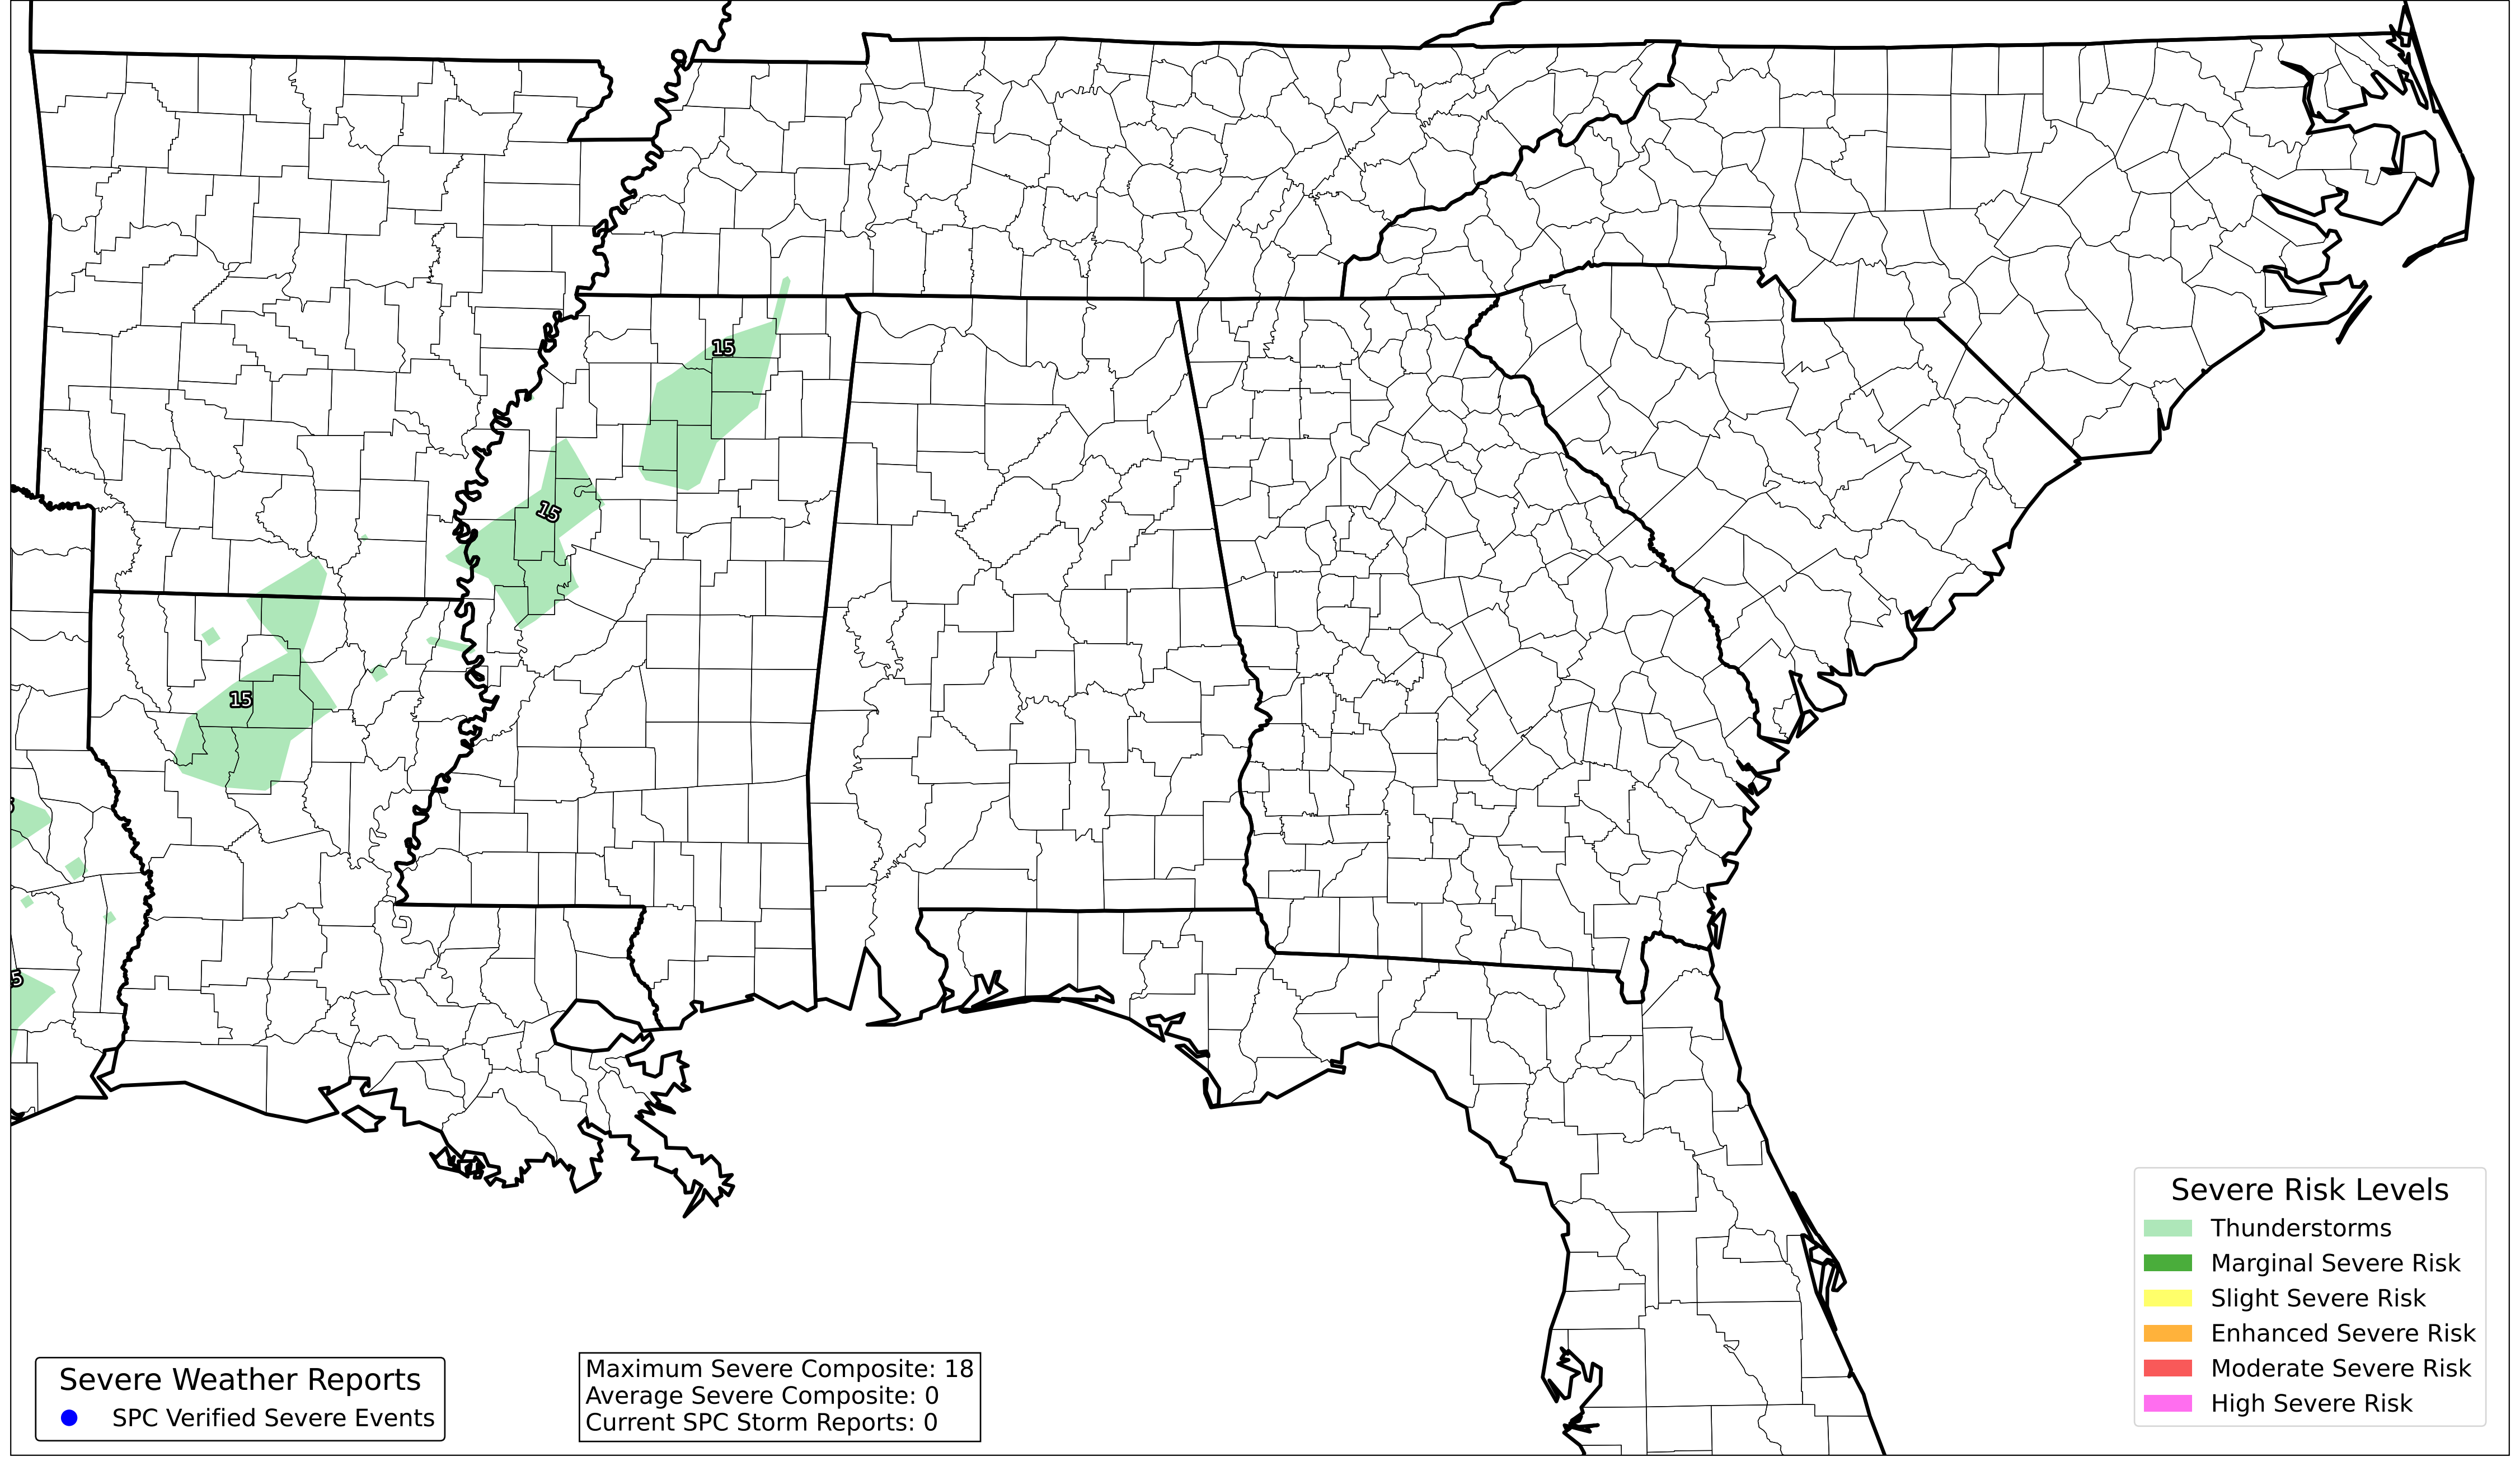 15
15
15
5
Severe Risk Levels
Thunderstorms
Marginal Severe Risk
Slight Severe Risk
Enhanced Severe Risk
Moderate Severe Risk
High Severe Risk
Severe Weather Reports
SPC Verified Severe Events
Maximum Severe Composite: 18
Average Severe Composite: 0
Current SPC Storm Reports: 0